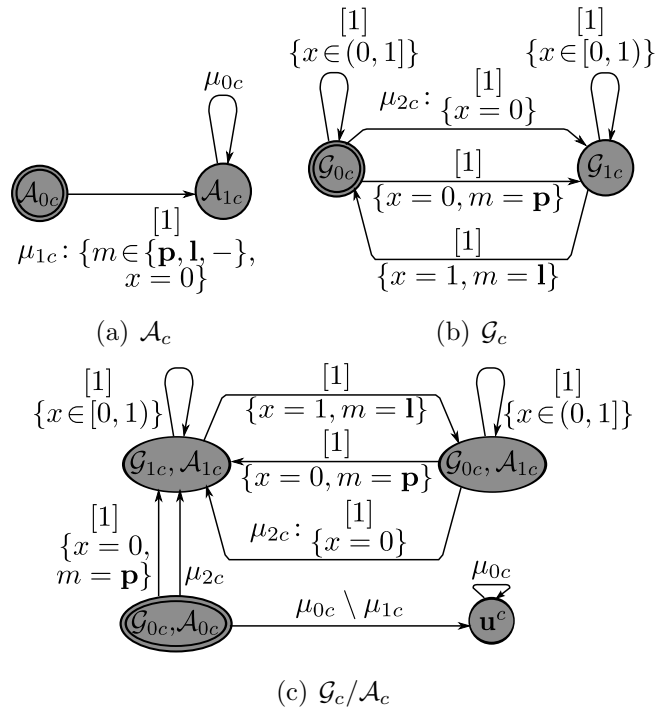 [1]
{x∈(0, 1]}
[1]
{x∈[0, 1)}
μ₀c
μ₂c: [1]
{x = 0}
𝒜₀c
𝒜₁c
𝒢₀c
𝒢₁c
[1]
{x = 0, m = p}
[1]
μ₁c: {m∈{p, l, −},
x = 0}
[1]
{x = 1, m = l}
(a) 𝒜c
(b) 𝒢c
[1]
{x∈[0, 1)}
[1]
{x = 1, m = l}
[1]
{x∈(0, 1]}
𝒢₁c, 𝒜₁c
𝒢₀c, 𝒜₁c
[1]
{x = 0, m = p}
[1]
{x = 0,
m = p}
μ₂c
μ₂c: [1]
{x = 0}
𝒢₀c, 𝒜₀c
μ₀c \ μ₁c
μ₀c
uᶜ
(c) 𝒢c/𝒜c